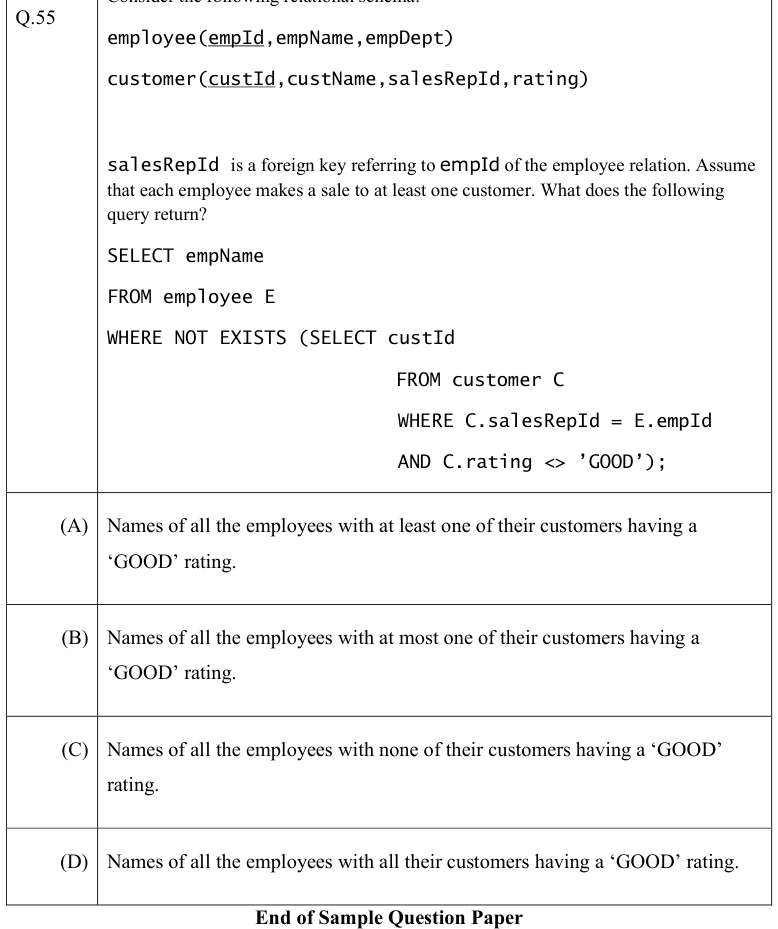 Consider the following relational schema:
Q.55
employee(empId,empName,empDept)
customer(custId,custName,salesRepId,rating)
salesRepId is a foreign key referring to empId of the employee relation. Assume
that each employee makes a sale to at least one customer. What does the following
query return?
SELECT empName
FROM employee E
WHERE NOT EXISTS (SELECT custId
FROM customer C
WHERE C.salesRepId = E.empId
AND C.rating <> ’GOOD’);
(A) Names of all the employees with at least one of their customers having a
‘GOOD’ rating.
(B) Names of all the employees with at most one of their customers having a
‘GOOD’ rating.
(C) Names of all the employees with none of their customers having a ‘GOOD’
rating.
(D) Names of all the employees with all their customers having a ‘GOOD’ rating.
End of Sample Question Paper